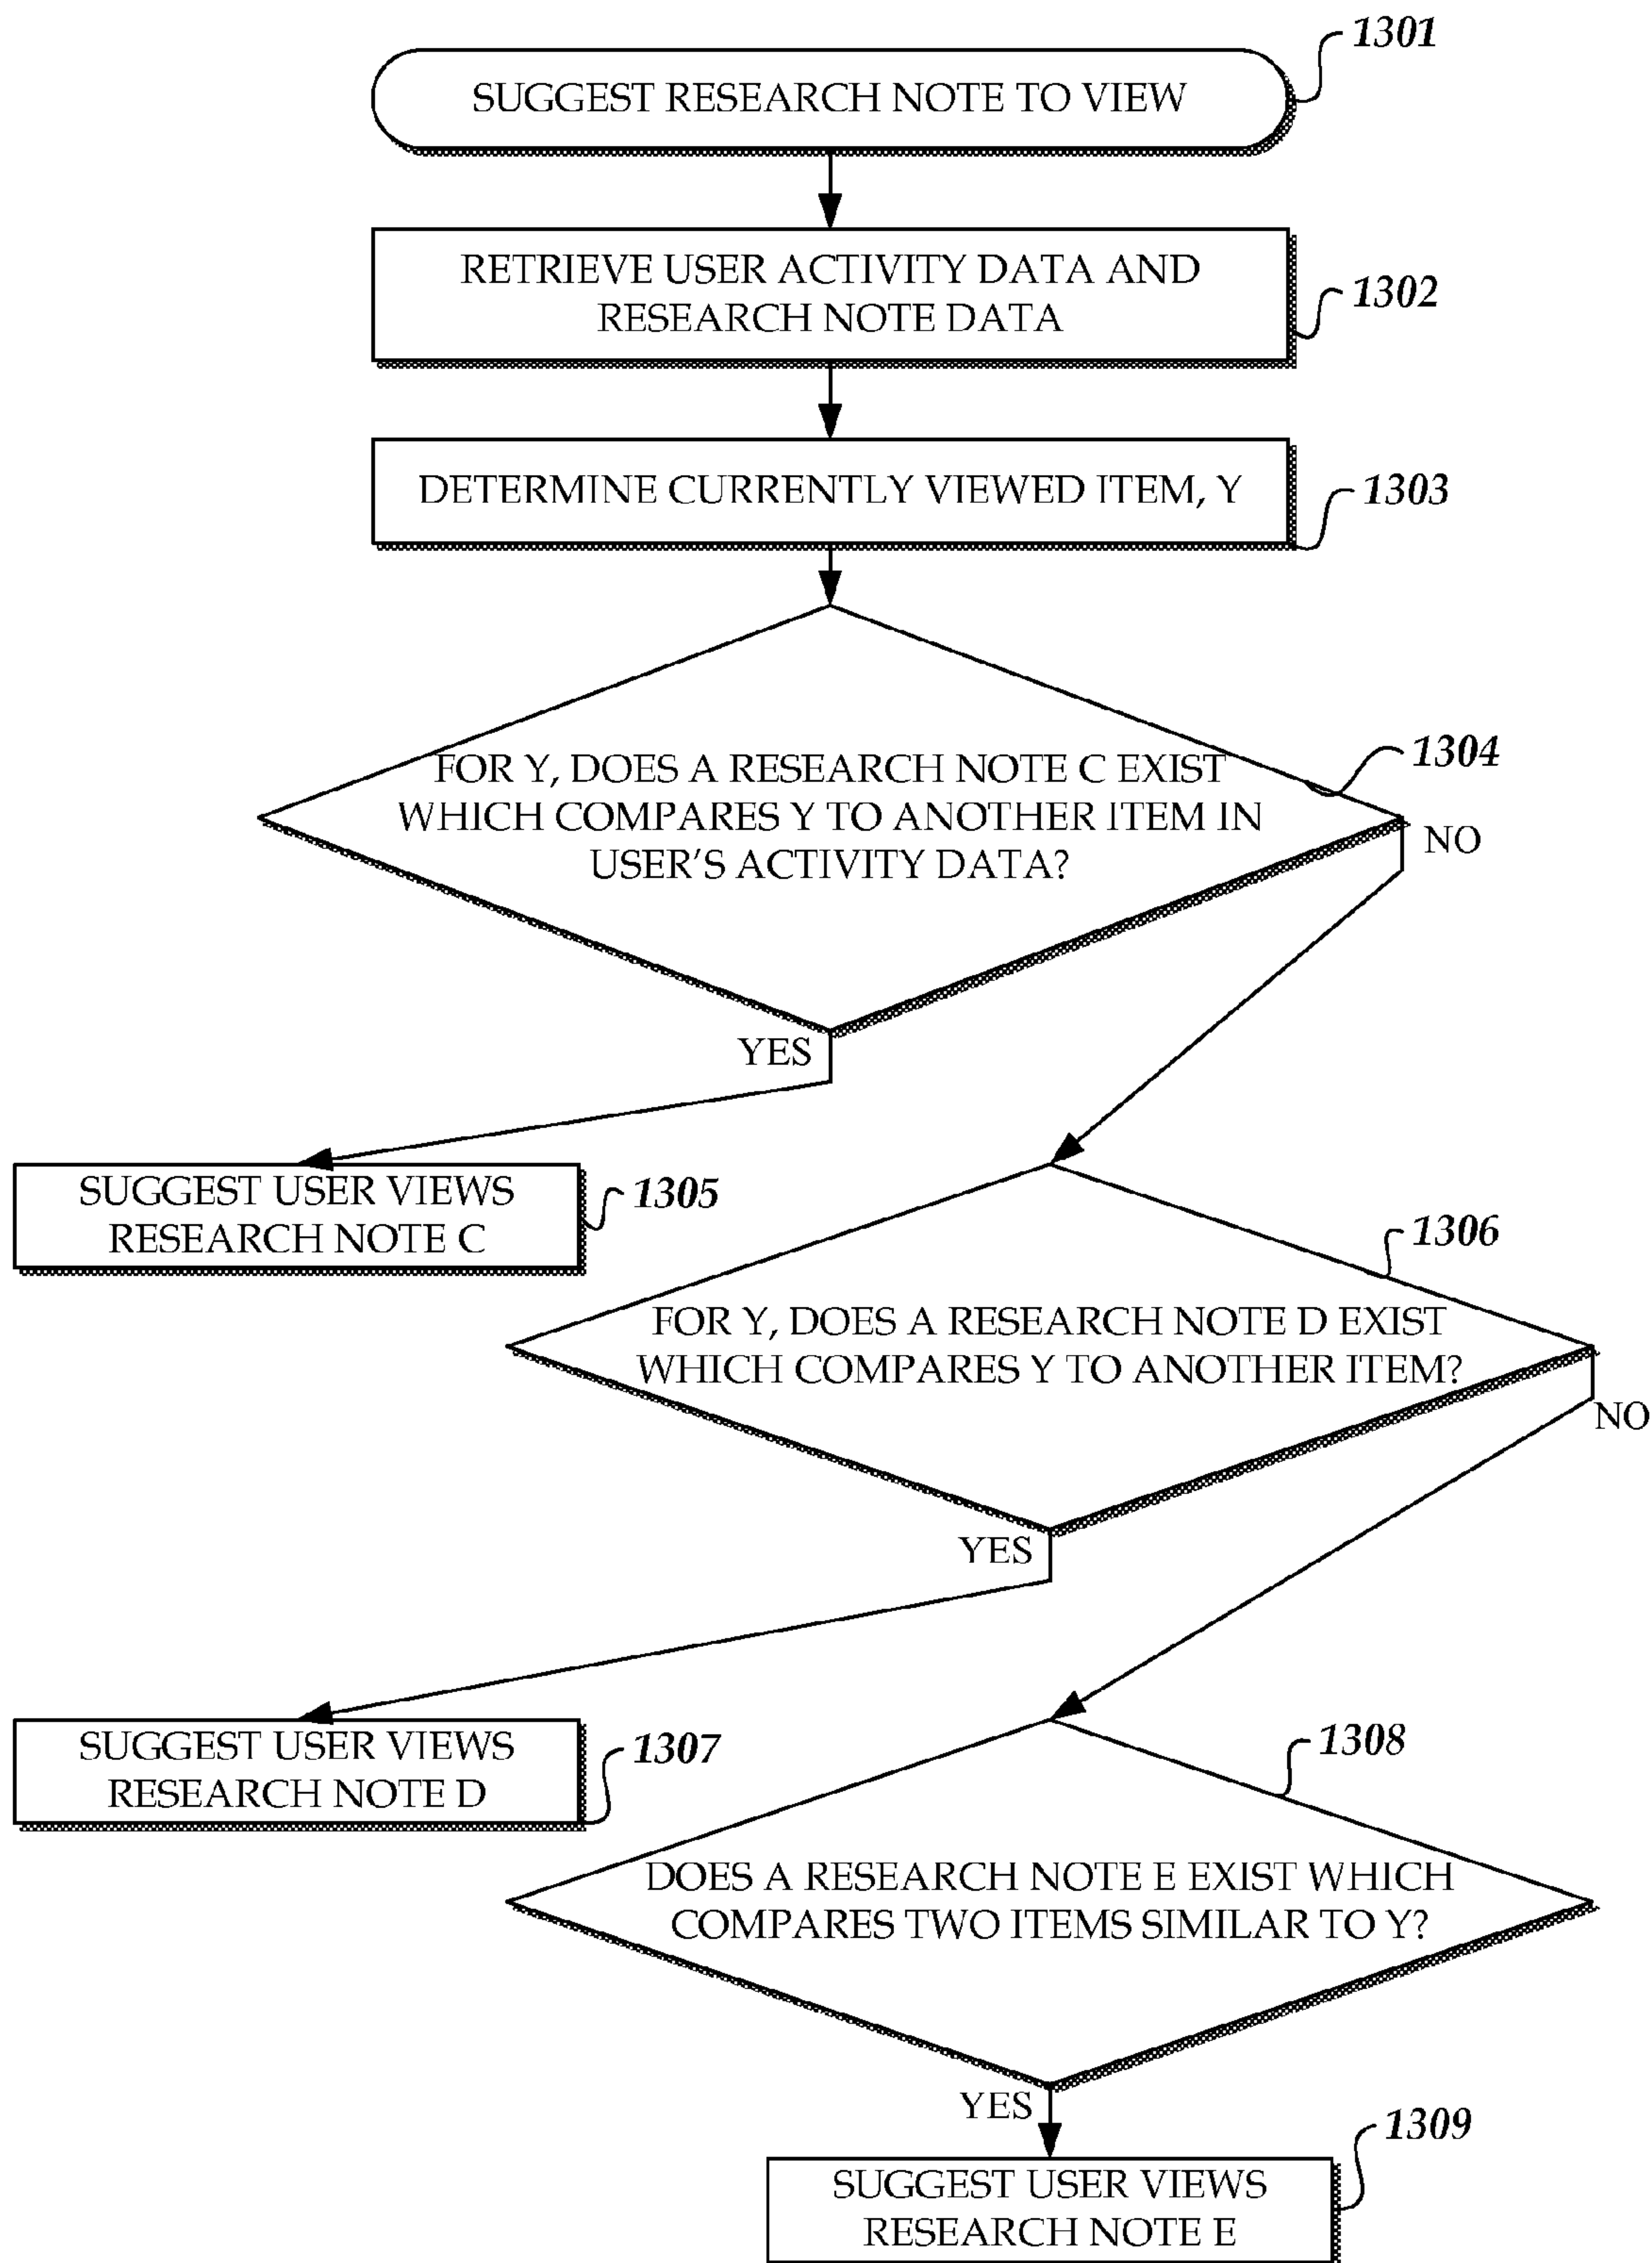 1301
SUGGEST RESEARCH NOTE TO VIEW
RETRIEVE USER ACTIVITY DATA AND
RESEARCH NOTE DATA
1302
DETERMINE CURRENTLY VIEWED ITEM, Y
1303
FOR Y, DOES A RESEARCH NOTE C EXIST
WHICH COMPARES Y TO ANOTHER ITEM IN
USER'S ACTIVITY DATA?
1304
NO
YES
SUGGEST USER VIEWS
RESEARCH NOTE C
1305
1306
FOR Y, DOES A RESEARCH NOTE D EXIST
WHICH COMPARES Y TO ANOTHER ITEM?
NO
YES
SUGGEST USER VIEWS
RESEARCH NOTE D
1307
1308
DOES A RESEARCH NOTE E EXIST WHICH
COMPARES TWO ITEMS SIMILAR TO Y?
YES
1309
SUGGEST USER VIEWS
RESEARCH NOTE E